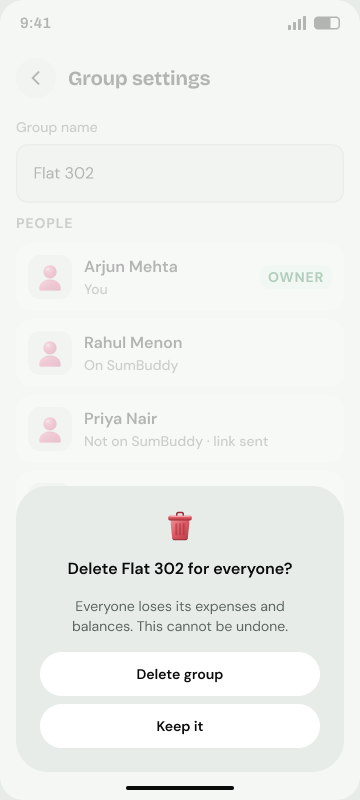 9:41
Group settings
Group name
Flat 302
PEOPLE
Arjun Mehta
You
OWNER
Rahul Menon
On SumBuddy
Priya Nair
Not on SumBuddy · link sent
Delete Flat 302 for everyone?
Everyone loses its expenses and
balances. This cannot be undone.
Delete group
Keep it